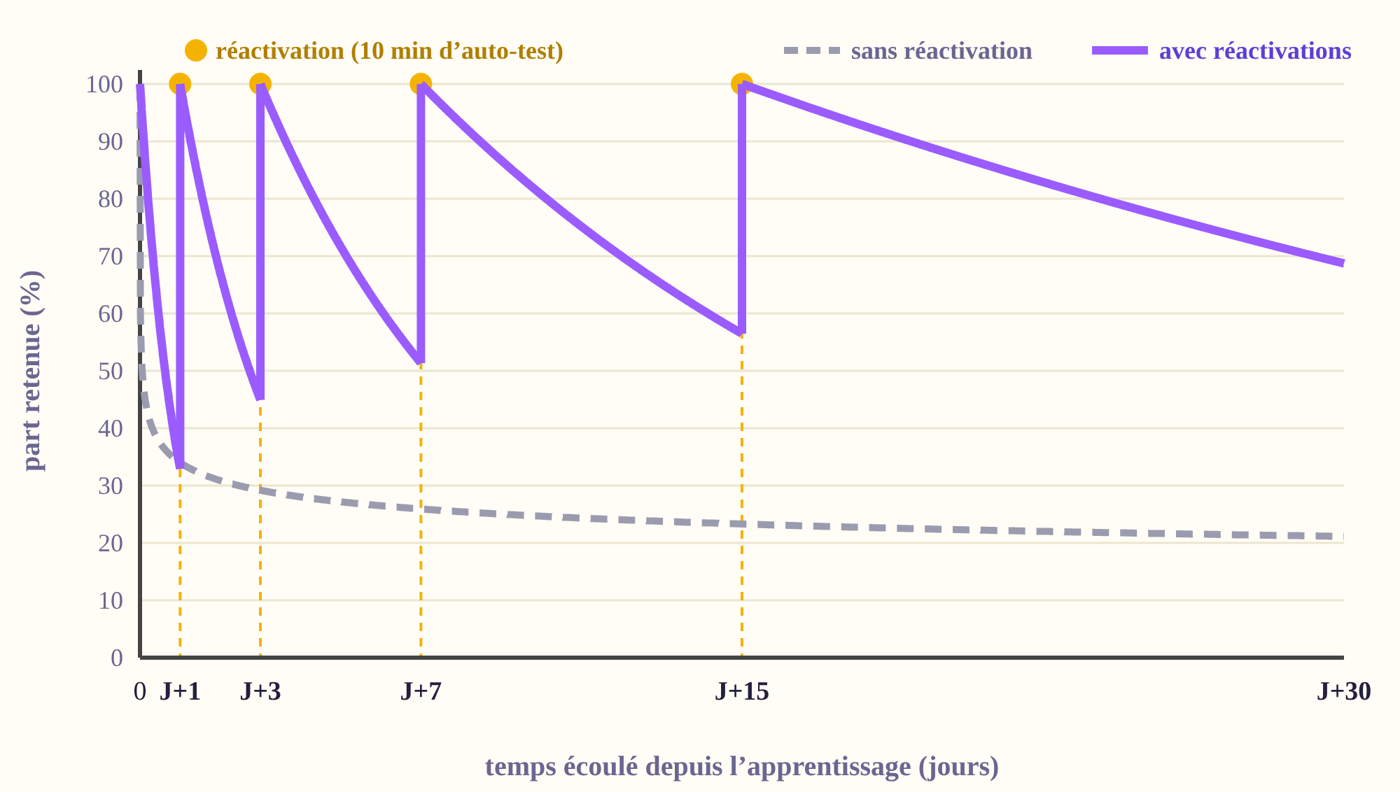 réactivation (10 min d’auto-test)
sans réactivation
avec réactivations
100
90
80
70
60
50
40
30
20
10
0
part retenue (%)
0 J+1 J+3 J+7 J+15 J+30
temps écoulé depuis l’apprentissage (jours)